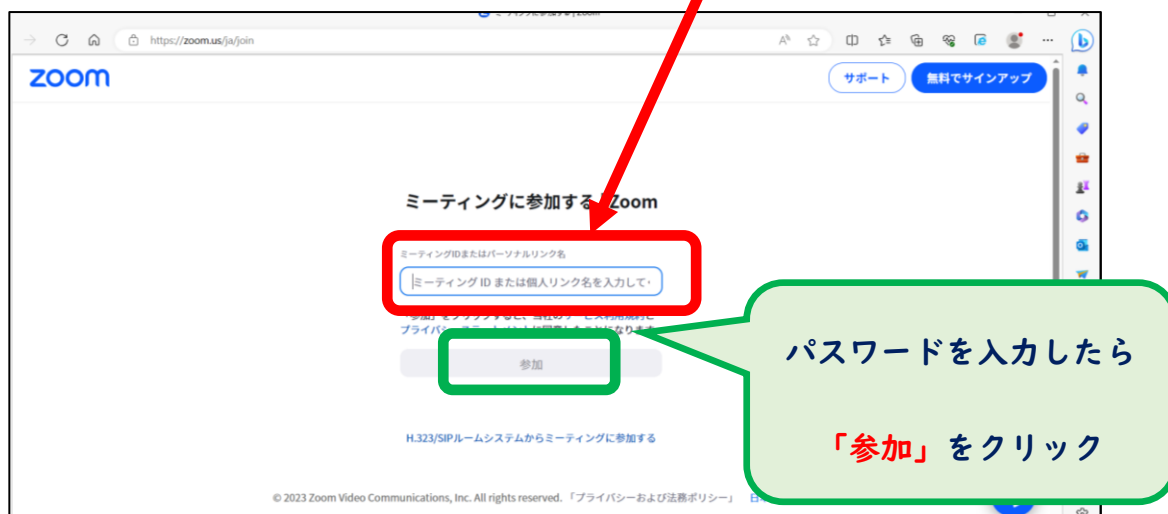 https://zoom.us/ja/join
zoom
サポート
無料でサインアップ
ミーティングに参加する
Zoom
ミーティングIDまたはパーソナルリンク名
ミーティング ID または個人リンク名を入力して
参加
H.323/SIPルームシステムからミーティングに参加する
パスワードを入力したら
「参加」をクリック
© 2023 Zoom Video Communications, Inc. All rights reserved. 「プライバシーおよび法務ポリシー」